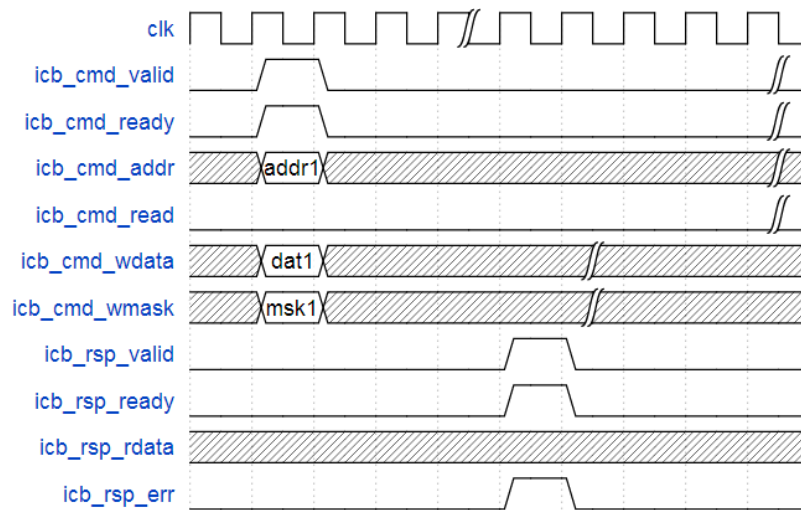 clk
icb_cmd_valid
icb_cmd_ready
icb_cmd_addr addr1
icb_cmd_read
icb_cmd_wdata dat1
icb_cmd_wmask msk1
icb_rsp_valid
icb_rsp_ready
icb_rsp_rdata
icb_rsp_err